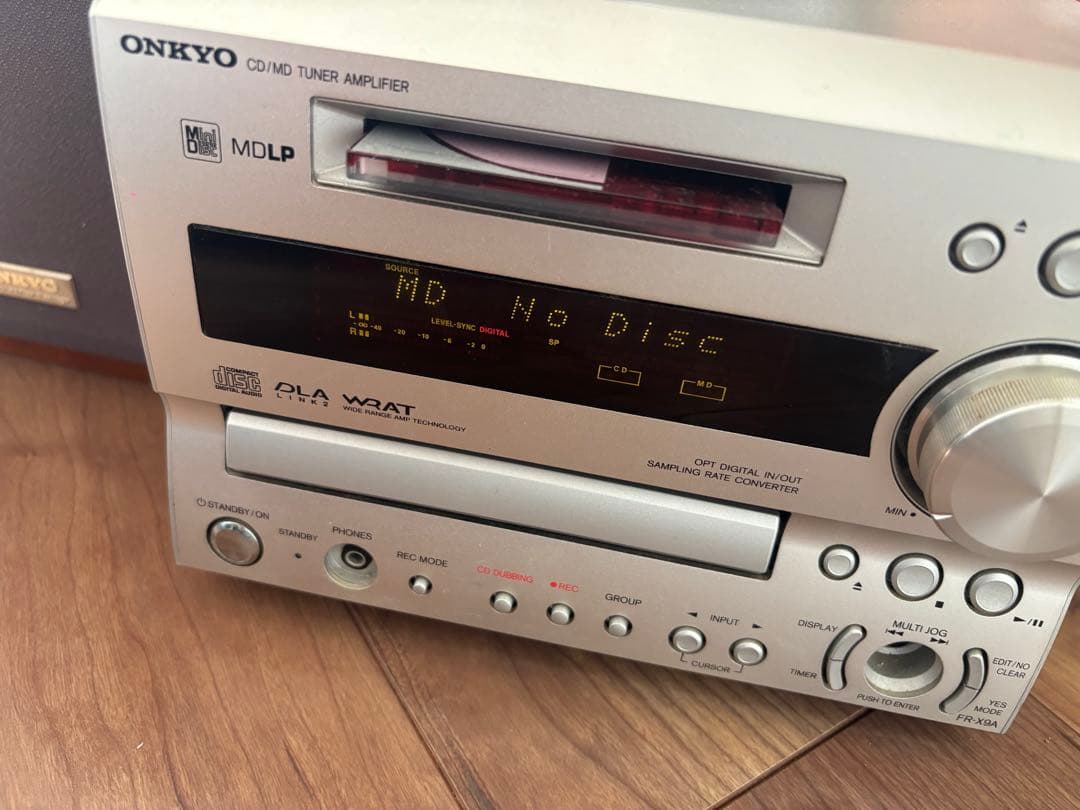 ONKYO CD/MD TUNER AMPLIFIER
Mini Disc
MDLP
SOURCE
MD No Disc
L
-∞ -40 -20 -10 -6 -2 0
R
LEVEL-SYNC DIGITAL
SP
CD MD
COMPACT
disc
DIGITAL AUDIO
DLA
LINK2
WRAT
WIDE RANGE AMP TECHNOLOGY
OPT DIGITAL IN/OUT
SAMPLING RATE CONVERTER
MIN
STANDBY/ON
STANDBY
PHONES
REC MODE
CD DUBBING
REC
GROUP
INPUT
CURSOR
DISPLAY
TIMER
MULTI JOG
PUSH TO ENTER
EDIT/NO
CLEAR
YES
MODE
FR-X9A